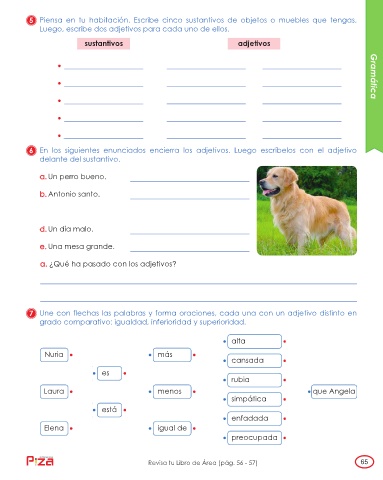 5 Piensa en tu habitación. Escribe cinco sustantivos de objetos o muebles que tengas.
Luego, escribe dos adjetivos para cada uno de ellos.
sustantivos adjetivos
Gramática
6 En los siguientes enunciados encierra los adjetivos. Luego escríbelos con el adjetivo
delante del sustantivo.
a. Un perro bueno.
b. Antonio santo.
d. Un día malo.
e. Una mesa grande.
a. ¿Qué ha pasado con los adjetivos?
7 Une con flechas las palabras y forma oraciones, cada una con un adjetivo distinto en
grado comparativo: igualdad, inferioridad y superioridad.
alta
Nuria más
cansada
es
rubia
Laura menos que Angela
simpática
está
enfadada
Elena igual de
preocupada
Revisa tu Libro de Área (pág. 56 - 57)
65